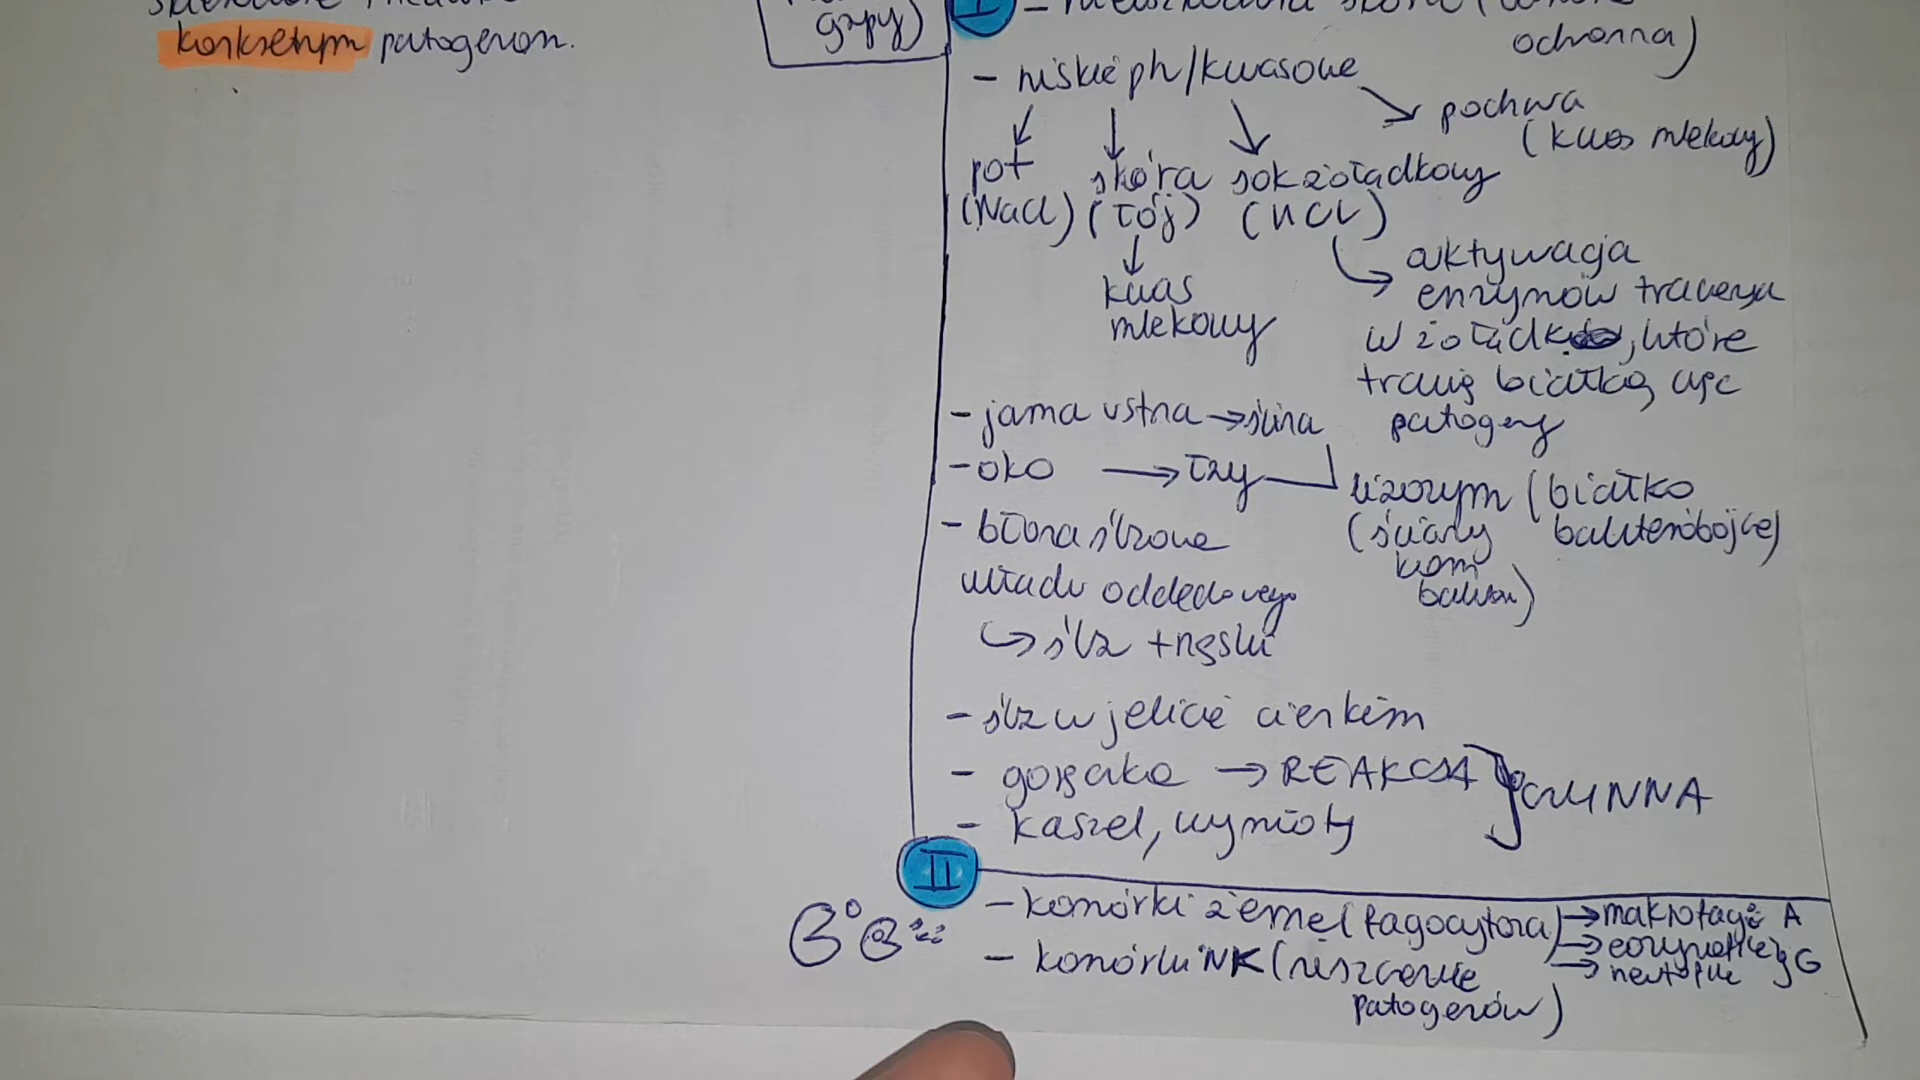 konkretnym patogenom.
grzy)
I
ochronna)
- niskie ph/kwasowe
pochwa
(kwas mlekowy)
pot skóra sok żołądkowy
(NaCl) (łój) (HCl)
kwas
mlekowy
aktywacja
enzymów trawienia
w żołądku, które
trawią białka, więc
patogeny
- jama ustna → ślina
- oko → łzy
lizozym (białko
bakteriobójcze)
(ściany
kom
bakter)
- błona śluzowa
układu oddechowego
↳ śluz + rzęski
- śluz w jelicie cienkim
- gorączka → REAKCJA
CZYNNA
- kaszel, wymioty
II
- komórki żerne (fagocytoza) → makrofagi A
→ eozynofile
→ neutrofile
G
- komórki NK (niszczenie
patogenów)